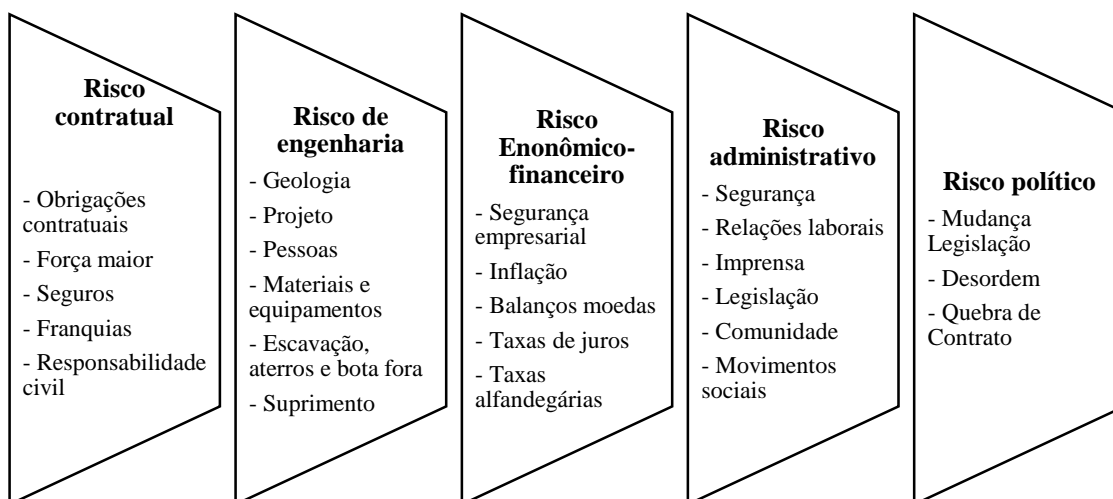 Risco
contratual
- Obrigações
contratuais
- Força maior
- Seguros
- Franquias
- Responsabilidade
civil
Risco de
engenharia
- Geologia
- Projeto
- Pessoas
- Materiais e
equipamentos
- Escavação,
aterros e bota fora
- Suprimento
Risco
Enonômico-
financeiro
- Segurança
empresarial
- Inflação
- Balanços moedas
- Taxas de juros
- Taxas
alfandegárias
Risco
administrativo
- Segurança
- Relações laborais
- Imprensa
- Legislação
- Comunidade
- Movimentos
sociais
Risco político
- Mudança
Legislação
- Desordem
- Quebra de
Contrato